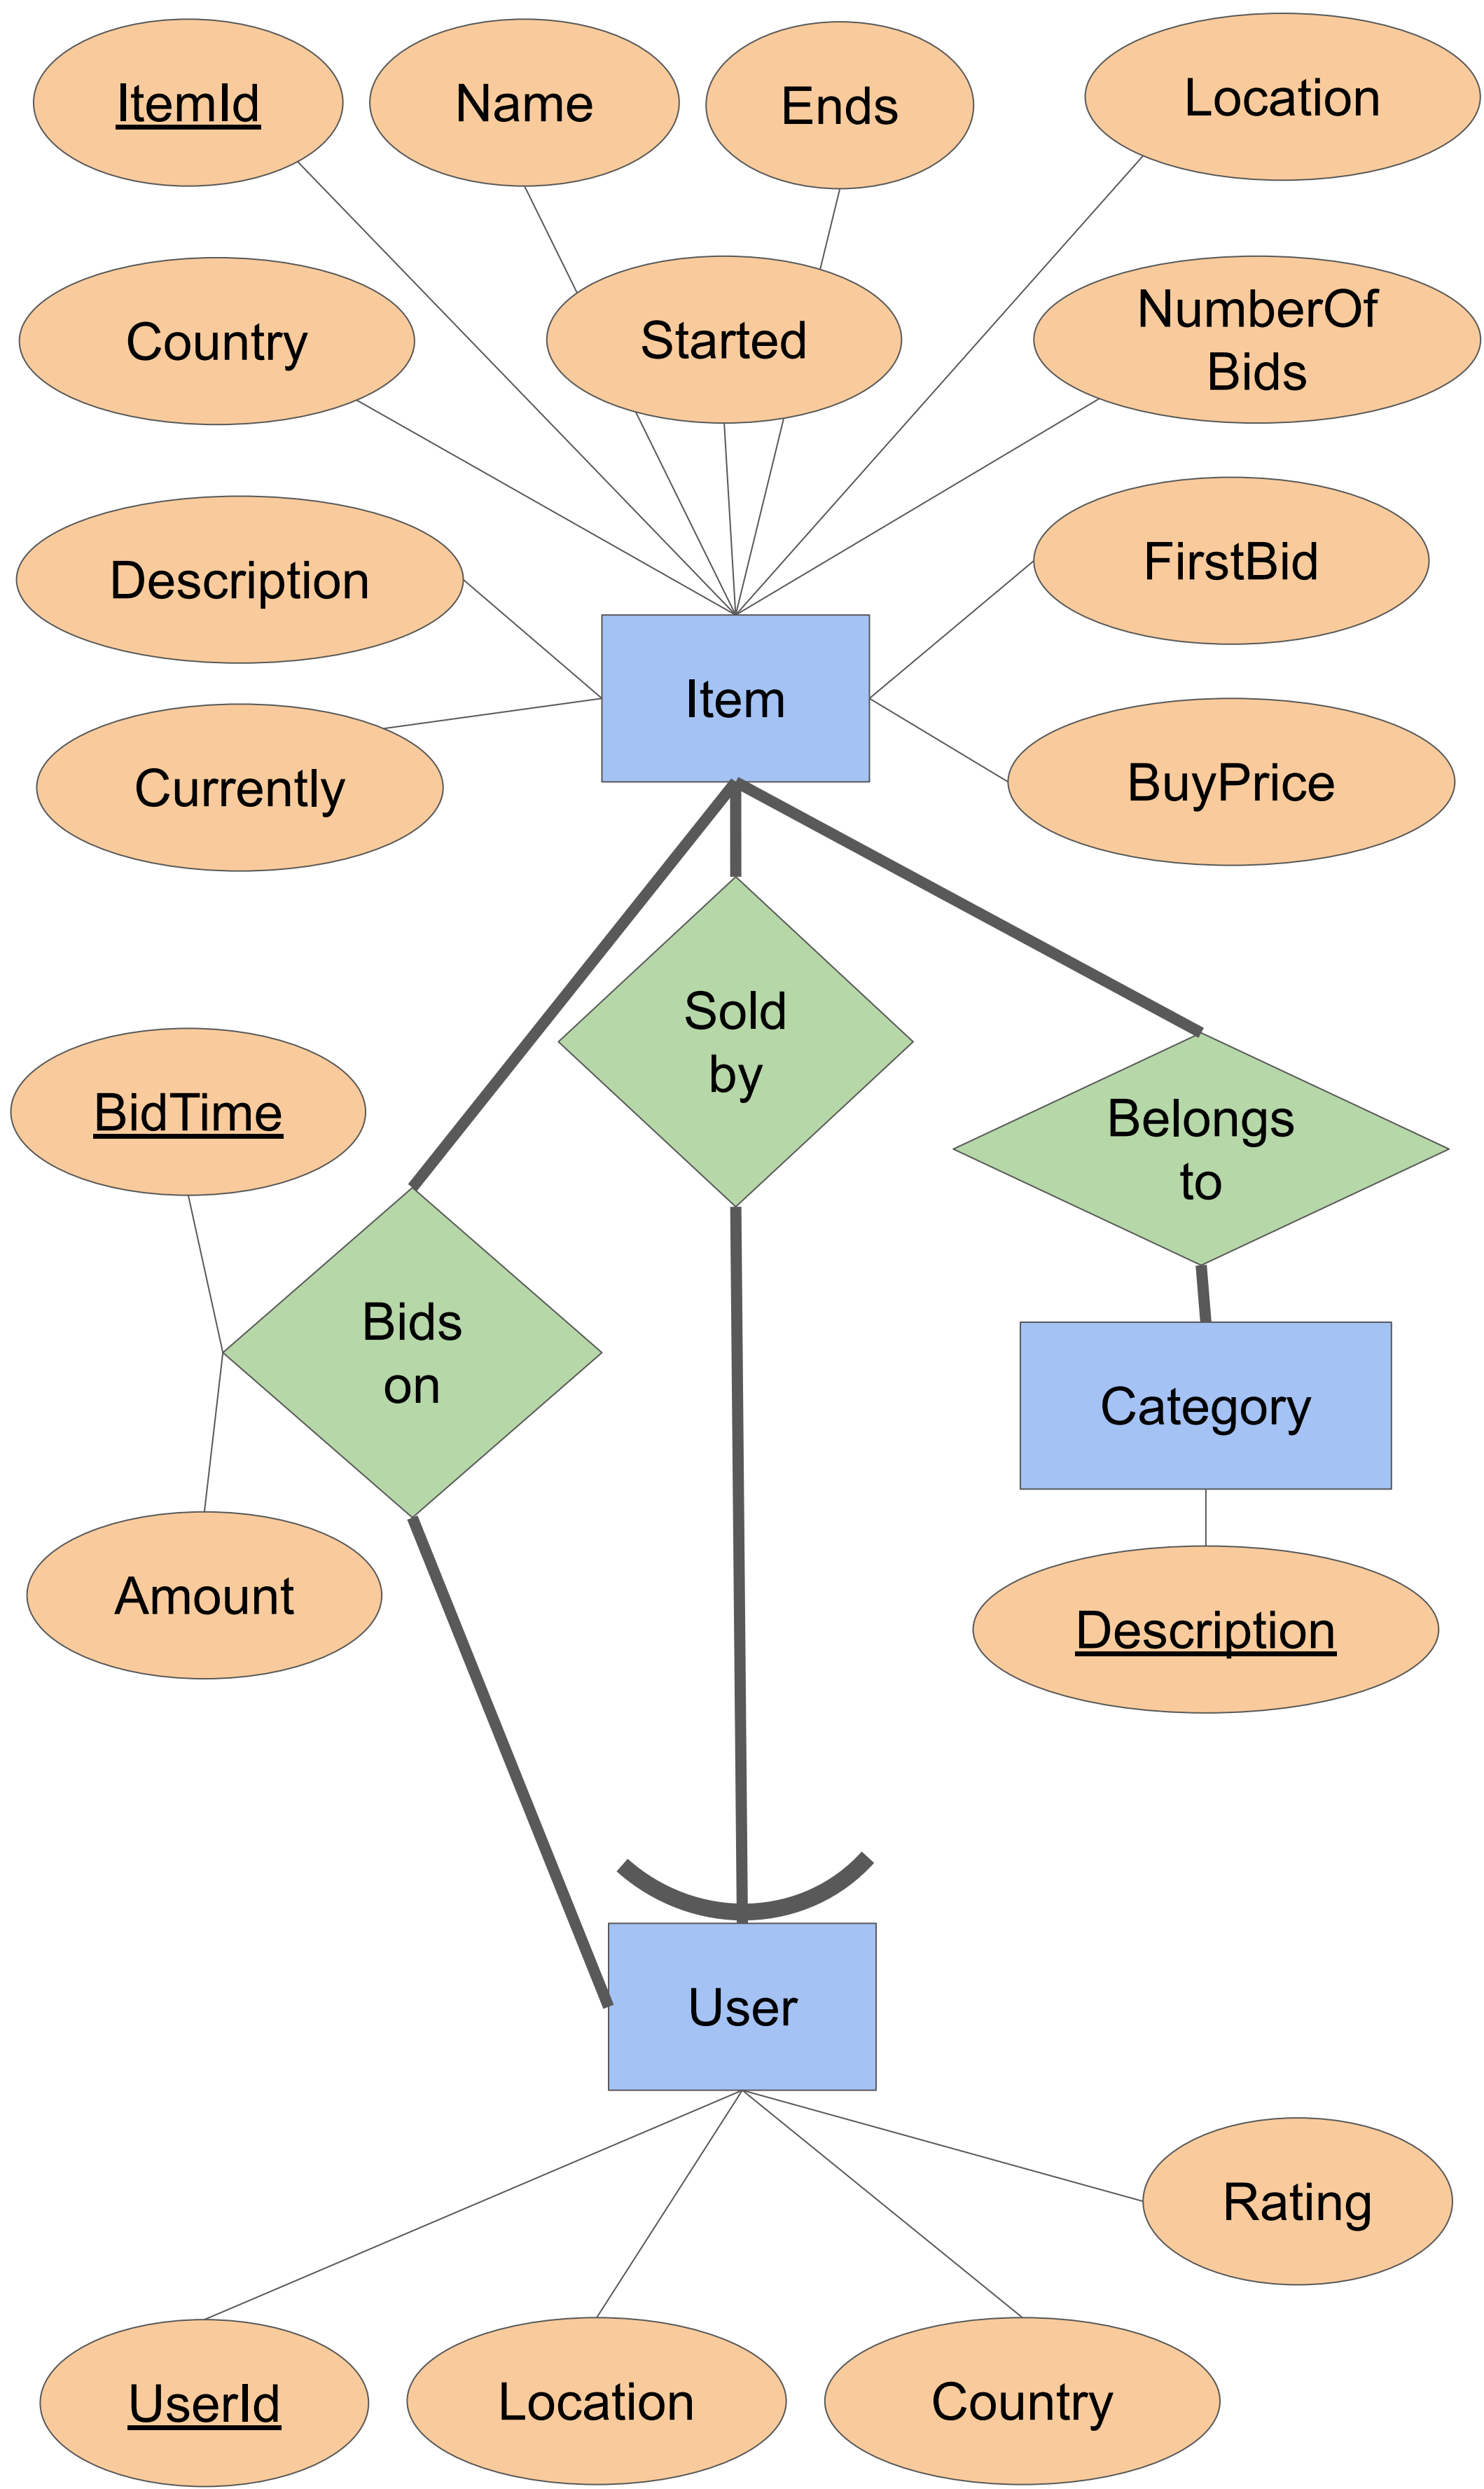 ItemId
Name
Ends
Location
Country
Started
NumberOf
Bids
Description
FirstBid
Item
Currently
BuyPrice
Sold
by
BidTime
Belongs
to
Bids
on
Category
Amount
Description
User
Rating
UserId
Location
Country